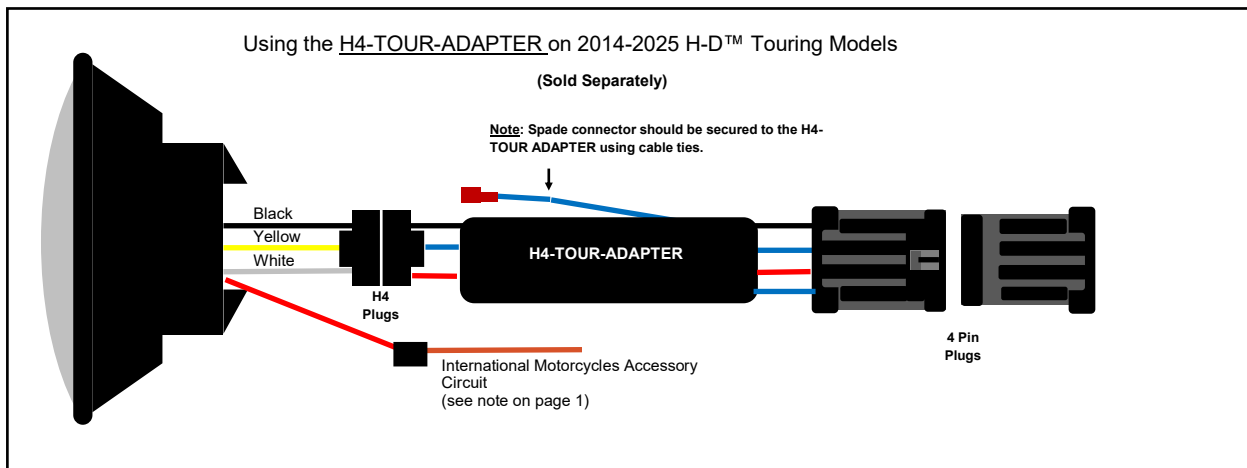 Using the H4-TOUR-ADAPTER on 2014-2025 H-D™ Touring Models
(Sold Separately)
Note: Spade connector should be secured to the H4-
TOUR ADAPTER using cable ties.
Black
Yellow
White
H4-TOUR-ADAPTER
H4
Plugs
4 Pin
Plugs
International Motorcycles Accessory
Circuit
(see note on page 1)